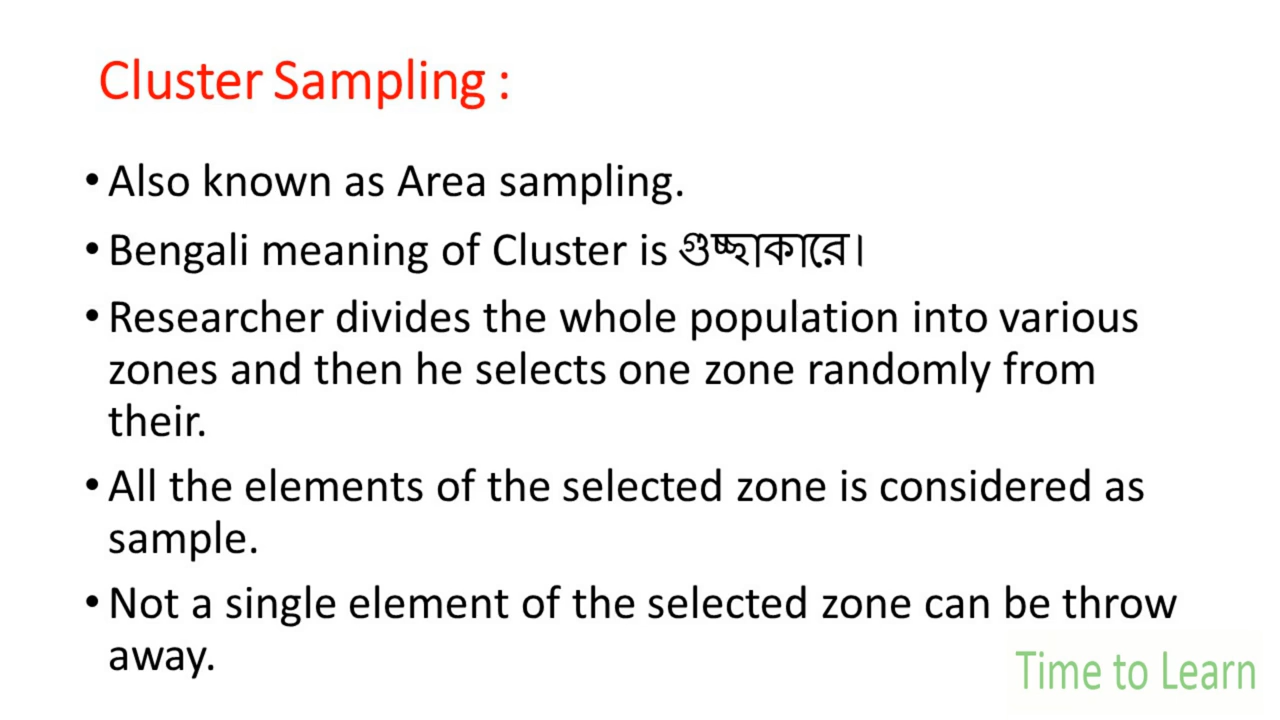 Cluster Sampling :
• Also known as Area sampling.
• Bengali meaning of Cluster is গুচ্ছাকারে।
• Researcher divides the whole population into various
zones and then he selects one zone randomly from
their.
• All the elements of the selected zone is considered as
sample.
• Not a single element of the selected zone can be throw
away.
Time to Learn